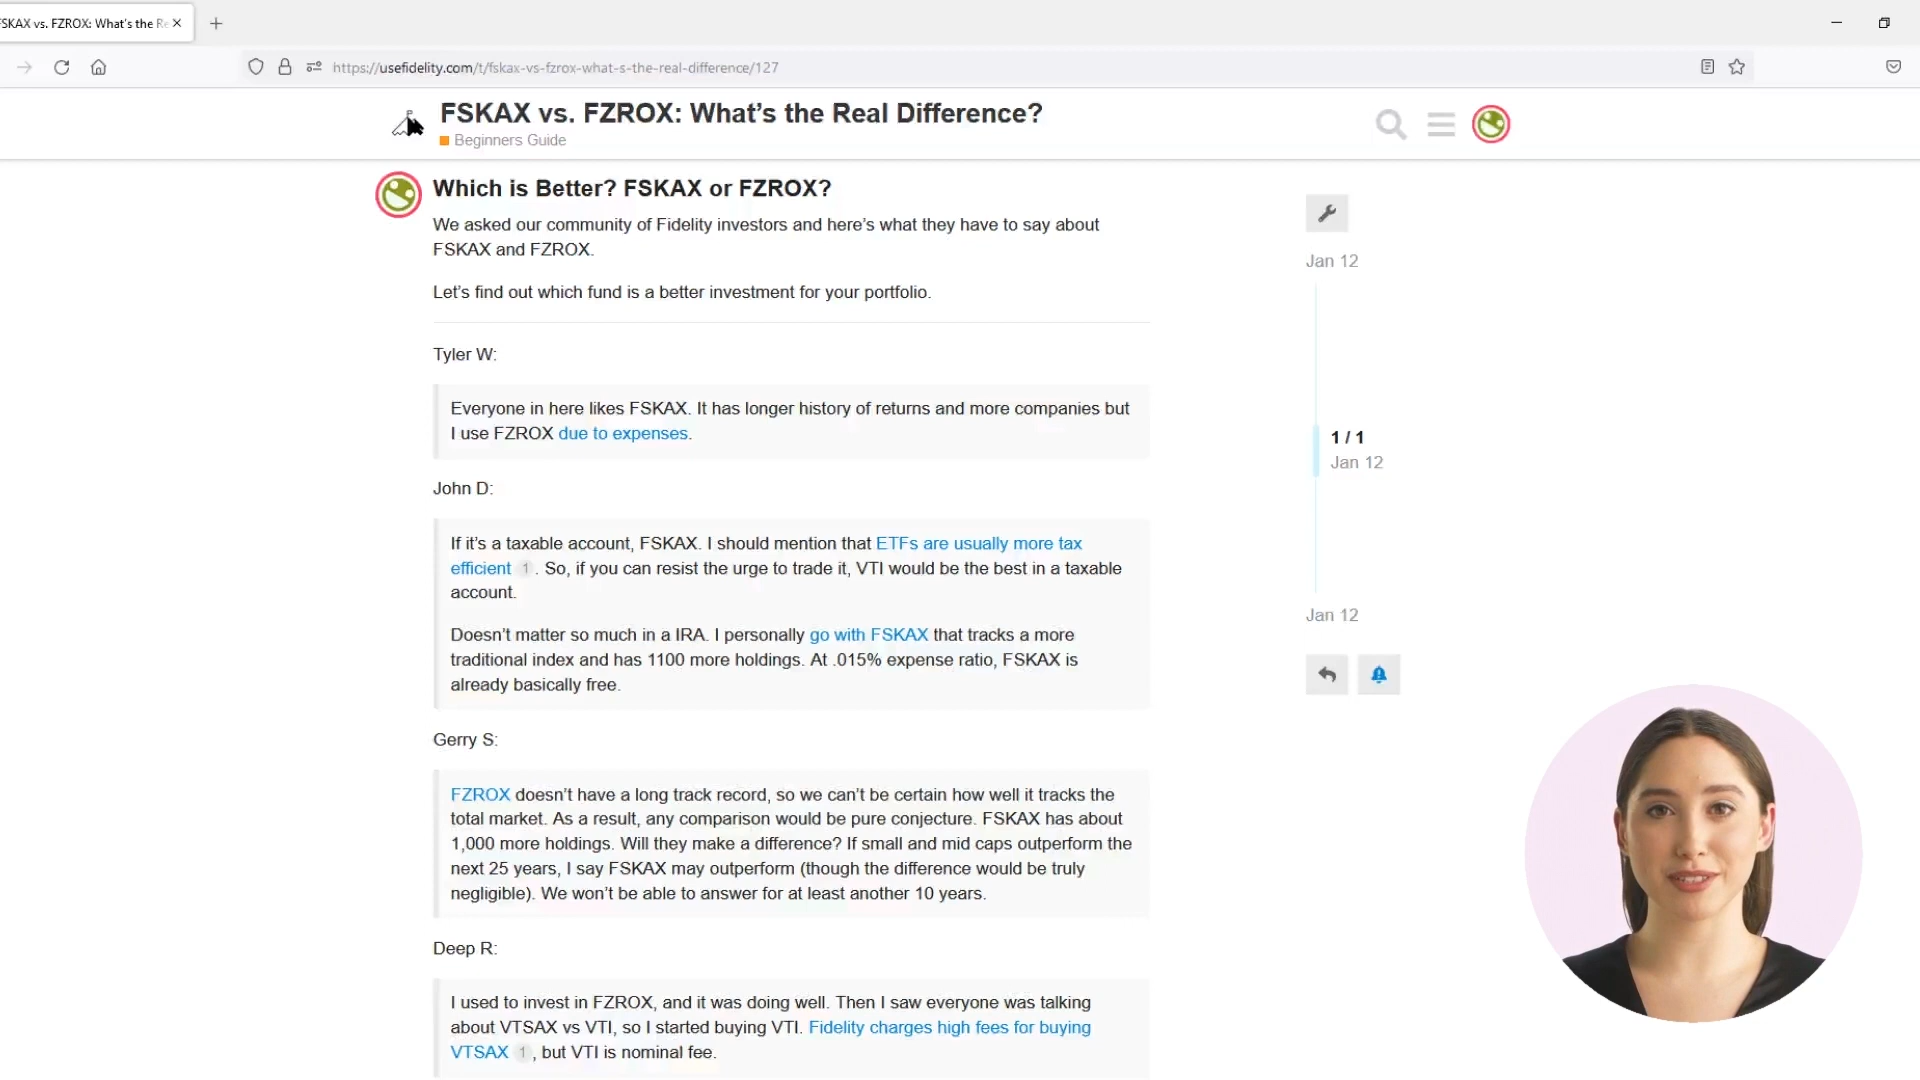 FSKAX vs. FZROX: What's the Re
https://usefidelity.com/t/fskax-vs-fzrox-what-s-the-real-difference/127
FSKAX vs. FZROX: What’s the Real Difference?
Beginners Guide
Which is Better? FSKAX or FZROX?
We asked our community of Fidelity investors and here’s what they have to say about
FSKAX and FZROX.
Let’s find out which fund is a better investment for your portfolio.
Tyler W:
Everyone in here likes FSKAX. It has longer history of returns and more companies but
I use FZROX due to expenses.
John D:
If it’s a taxable account, FSKAX. I should mention that ETFs are usually more tax
efficient 1 . So, if you can resist the urge to trade it, VTI would be the best in a taxable
account.
Doesn’t matter so much in a IRA. I personally go with FSKAX that tracks a more
traditional index and has 1100 more holdings. At .015% expense ratio, FSKAX is
already basically free.
Gerry S:
FZROX doesn’t have a long track record, so we can’t be certain how well it tracks the
total market. As a result, any comparison would be pure conjecture. FSKAX has about
1,000 more holdings. Will they make a difference? If small and mid caps outperform the
next 25 years, I say FSKAX may outperform (though the difference would be truly
negligible). We won’t be able to answer for at least another 10 years.
Deep R:
I used to invest in FZROX, and it was doing well. Then I saw everyone was talking
about VTSAX vs VTI, so I started buying VTI. Fidelity charges high fees for buying
VTSAX 1 , but VTI is nominal fee.
Jan 12
1 / 1
Jan 12
Jan 12